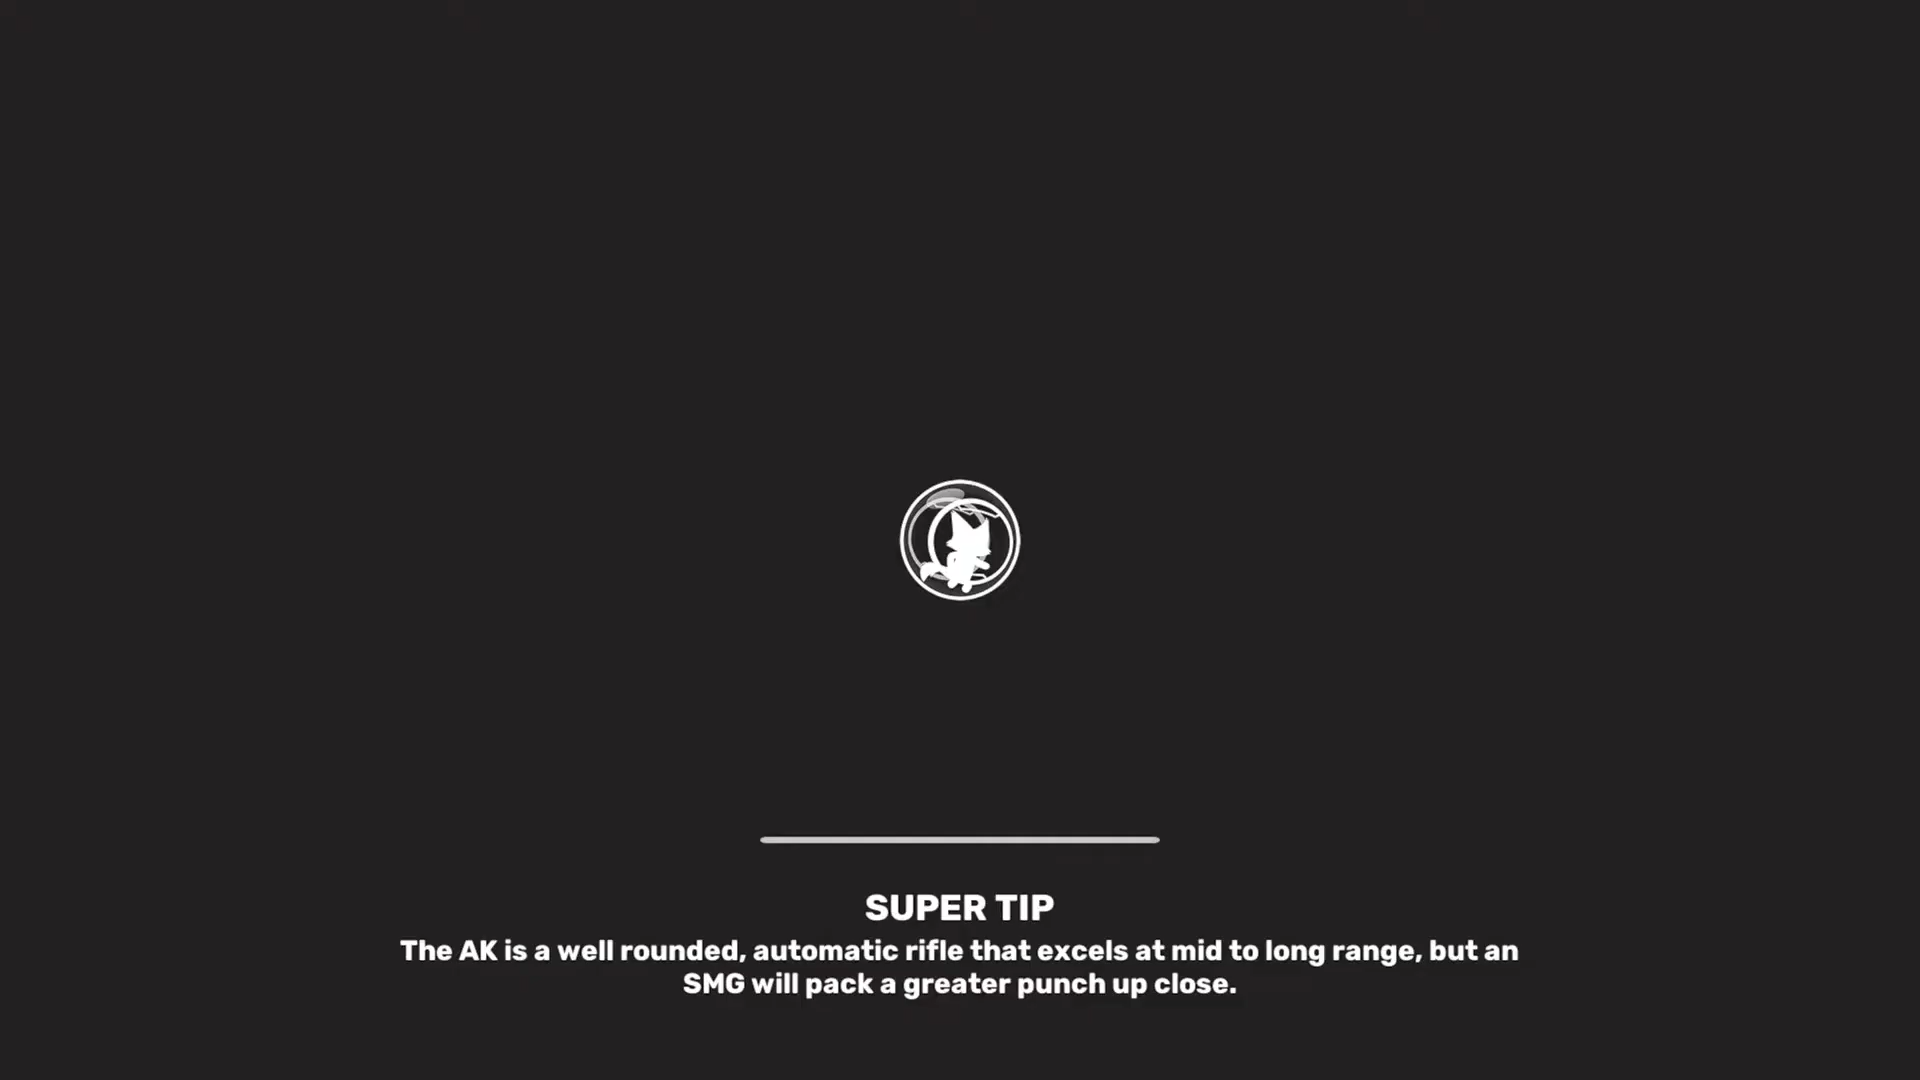 SUPER TIP
The AK is a well rounded, automatic rifle that excels at mid to long range, but an
SMG will pack a greater punch up close.